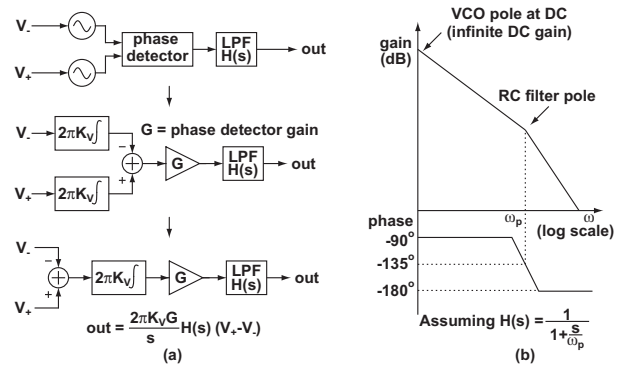 V-
V+
phase detector
LPF H(s)
out
V-
2πKV∫
G = phase detector gain
−
+
G
LPF H(s)
out
V+
2πKV∫
V-
−
+
2πKV∫
G
LPF H(s)
out
V+
out = 2πKVG/s H(s) (V+-V-)
(a)
VCO pole at DC
(infinite DC gain)
gain
(dB)
RC filter pole
ωp
ω
(log scale)
phase
-90°
-135°
-180°
Assuming H(s) = 1/(1+s/ωp)
(b)